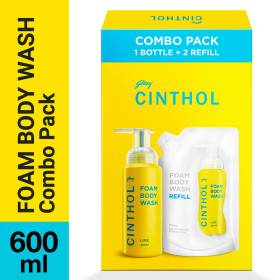 FOAM BODY WASH
Combo Pack
600
ml
COMBO PACK
1 BOTTLE + 2 REFILL
Godrej
CINTHOL
CINTHOL
FOAM
BODY
WASH
LIME
FOAM
BODY
WASH
REFILL
CINTHOL
FOAM
BODY
WASH